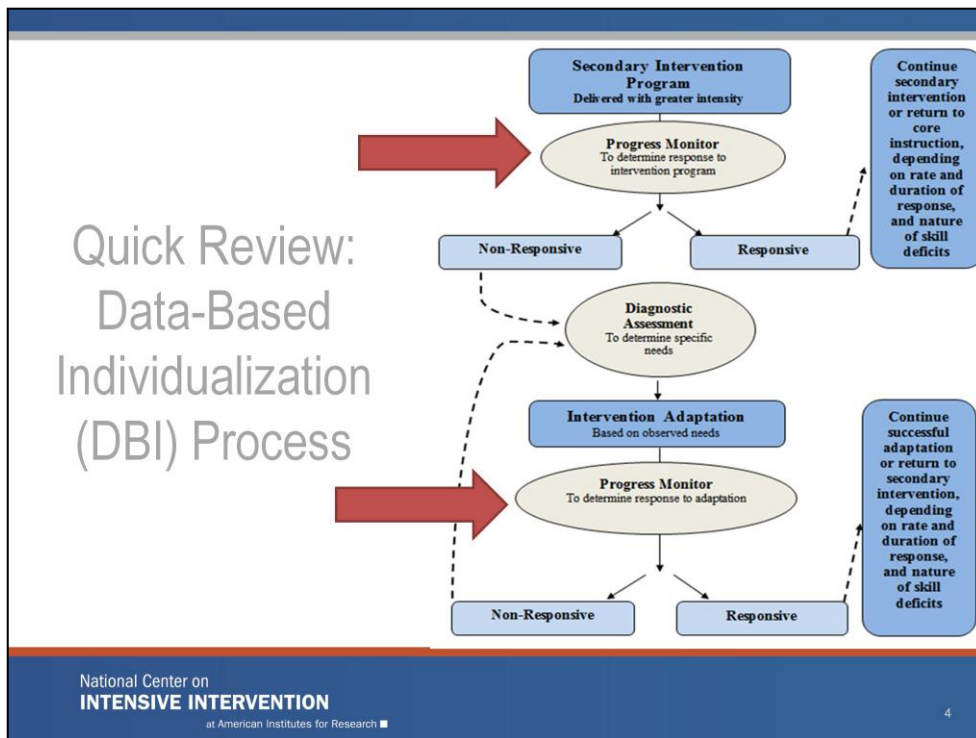 Quick Review:
Data-Based
Individualization
(DBI) Process
Secondary Intervention
Program
Delivered with greater intensity
Progress Monitor
To determine response to
intervention program
Non-Responsive
Responsive
Continue
secondary
intervention
or return to
core
instruction,
depending
on rate and
duration of
response,
and nature
of skill
deficits
Diagnostic
Assessment
To determine specific
needs
Intervention Adaptation
Based on observed needs
Progress Monitor
To determine response to adaptation
Non-Responsive
Responsive
Continue
successful
adaptation
or return to
secondary
intervention,
depending
on rate and
duration of
response,
and nature
of skill
deficits
National Center on
INTENSIVE INTERVENTION
at American Institutes for Research ■
4